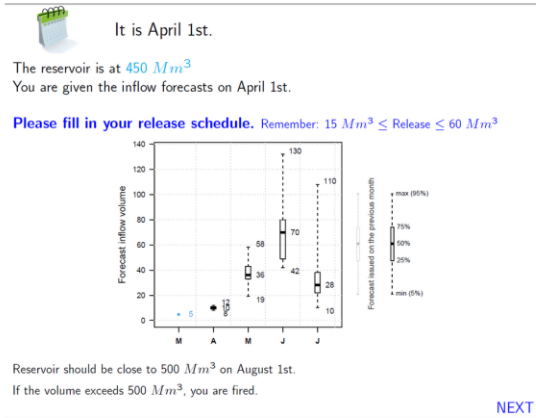 It is April 1st.
The reservoir is at 450 Mm³
You are given the inflow forecasts on April 1st.
Please fill in your release schedule. Remember: 15 Mm³ ≤ Release ≤ 60 Mm³
Forecast inflow volume
140
120
100
80
60
40
20
0
5
58
36
19
130
70
42
110
28
10
M A M J J
Forecast issued on the previous month
max (95%)
75%
50%
25%
min (5%)
Reservoir should be close to 500 Mm³ on August 1st.
If the volume exceeds 500 Mm³, you are fired.
NEXT